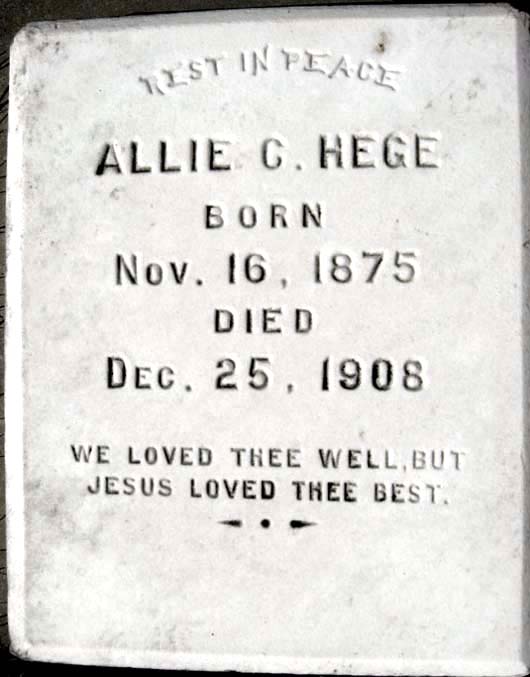 REST IN PEACE
ALLIE C. HEGE
BORN
NOV. 16, 1875
DIED
DEC. 25, 1908
WE LOVED THEE WELL, BUT
JESUS LOVED THEE BEST.